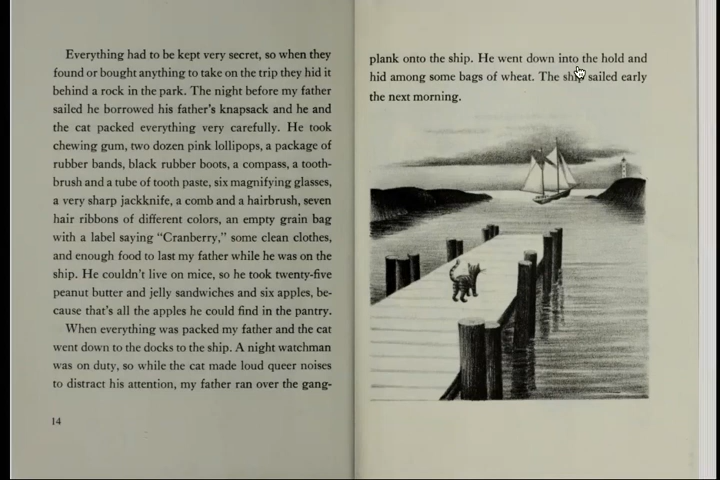 Everything had to be kept very secret, so when they
found or bought anything to take on the trip they hid it
behind a rock in the park. The night before my father
sailed he borrowed his father's knapsack and he and
the cat packed everything very carefully. He took
chewing gum, two dozen pink lollipops, a package of
rubber bands, black rubber boots, a compass, a tooth-
brush and a tube of tooth paste, six magnifying glasses,
a very sharp jackknife, a comb and a hairbrush, seven
hair ribbons of different colors, an empty grain bag
with a label saying “Cranberry,” some clean clothes,
and enough food to last my father while he was on the
ship. He couldn't live on mice, so he took twenty-five
peanut butter and jelly sandwiches and six apples, be-
cause that's all the apples he could find in the pantry.
When everything was packed my father and the cat
went down to the docks to the ship. A night watchman
was on duty, so while the cat made loud queer noises
to distract his attention, my father ran over the gang-
14
plank onto the ship. He went down into the hold and
hid among some bags of wheat. The ship sailed early
the next morning.